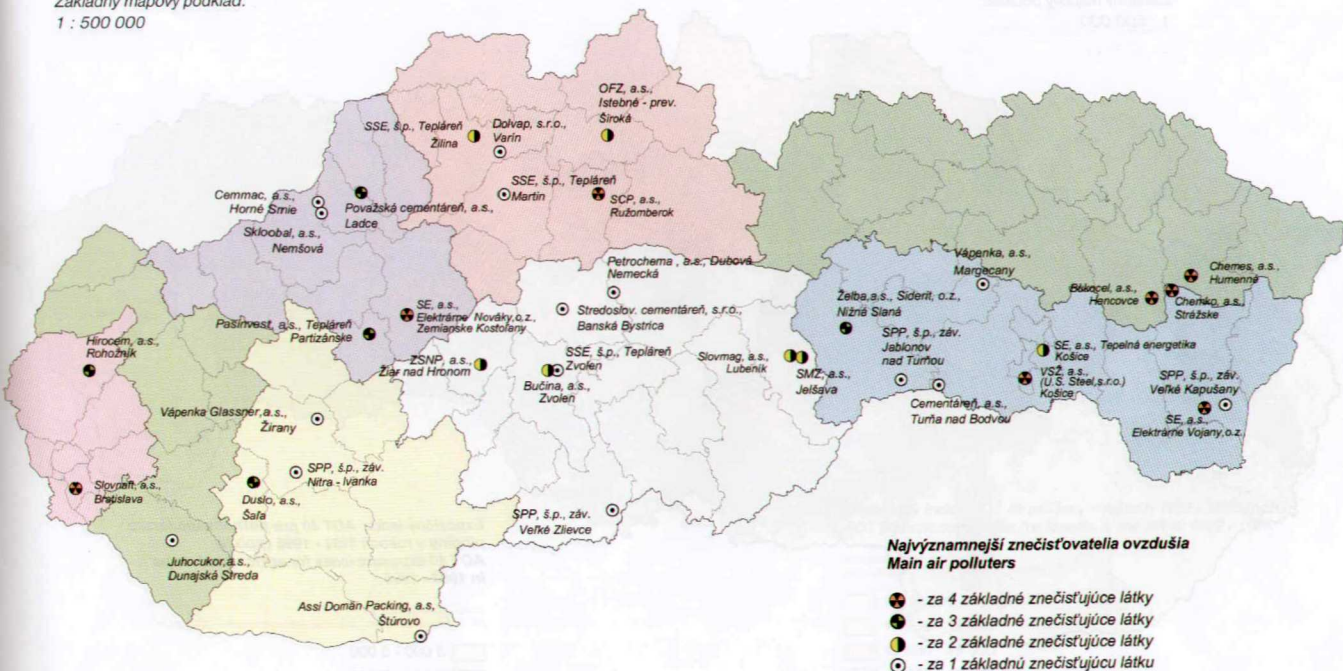 Základný mapový podklad:
1 : 500 000
OFZ, a.s.,
Istebné - prev.
Široká
SSE, š.p., Tepláreň
Žilina
Dolvap, s.r.o.,
Varín
SSE, š.p., Tepláreň
Martin
SCP, a.s.,
Ružomberok
Cemmac, a.s.,
Horné Srnie
Považská cementáreň, a.s.,
Ladce
Skloobal, a.s.,
Nemšová
Petrochema , a.s., Dubová
Nemecká
Vápenka, a.s.,
Margecany
Chemes, a.s.,
Humenné
Bukocel, a.s.,
Hencovce
Chemko, a.s.,
Strážske
SE, a.s.,
Elektrárne Nováky,o.z.,
Zemianske Kostoľany
Stredoslov. cementáreň, s.r.o.,
Banská Bystrica
Želba,a.s., Siderit, o.z.,
Nižná Slaná
Pašinvest, a.s., Tepláreň
Partizánske
Hirocem, a.s.,
Rohožník
SPP, š.p., záv.
Jablonov
nad Turňou
SE, a.s., Tepelná energetika
Košice
ZSNP, a.s.,
Žiar nad Hronom
SSE, š.p., Tepláreň
Zvolen
Slovmag, a.s.,
Lubeník
SMZ, a.s.,
Jelšava
VSŽ, a.s.,
(U.S. Steel,s.r.o.)
Košice
SPP, š.p., záv.
Veľké Kapušany
Bučina, a.s.,
Zvolen
Vápenka Glassner,a.s.,
Žirany
Cementáreň, a.s.,
Turňa nad Bodvou
SE, a.s.,
Elektrárne Vojany,o.z.
SPP, š.p., záv.
Nitra - Ivanka
Slovnaft, a.s.,
Bratislava
Duslo, a.s.,
Šaľa
SPP, š.p., záv.
Veľké Zlievce
Juhocukor,a.s.,
Dunajská Streda
Assi Domän Packing, a.s,
Štúrovo
Najvýznamnejší znečisťovatelia ovzdušia
Main air polluters
- za 4 základné znečisťujúce látky
- za 3 základné znečisťujúce látky
- za 2 základné znečisťujúce látky
- za 1 základnú znečisťujúcu látku